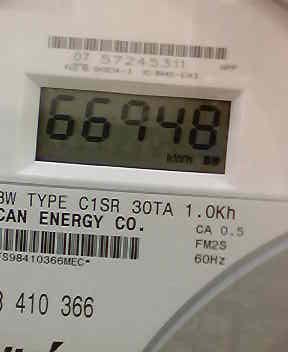 07 57245311
66948
kWH
BW TYPE C1SR 30TA 1.0Kh
CAN ENERGY CO.
CA 0.5
FM2S
60Hz
S98410366MEC*
410 366